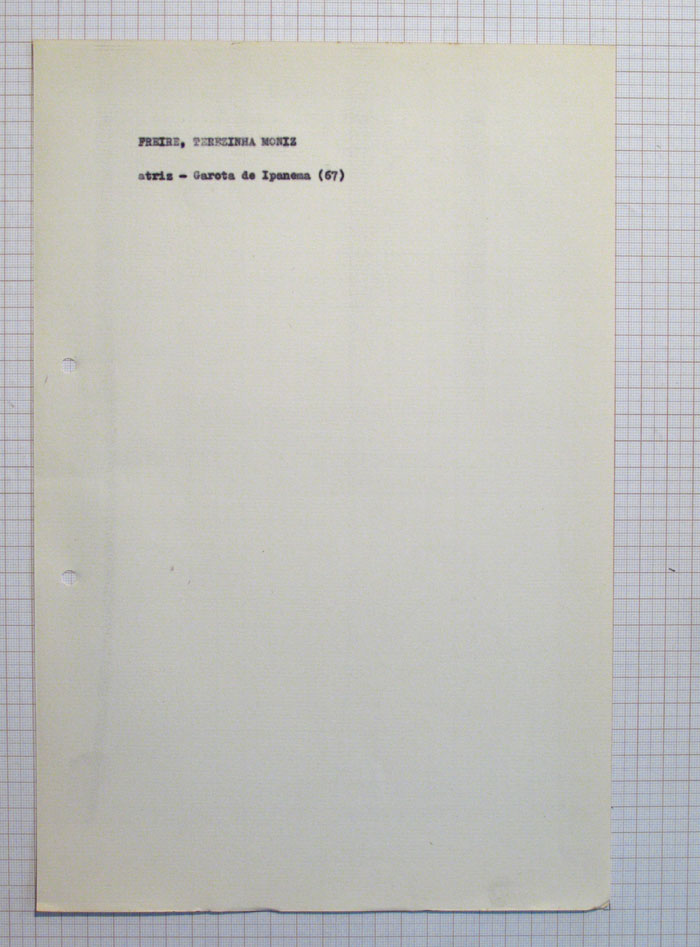 FREIRE, TEREZINHA MONIZ
atriz - Garota de Ipanema (67)